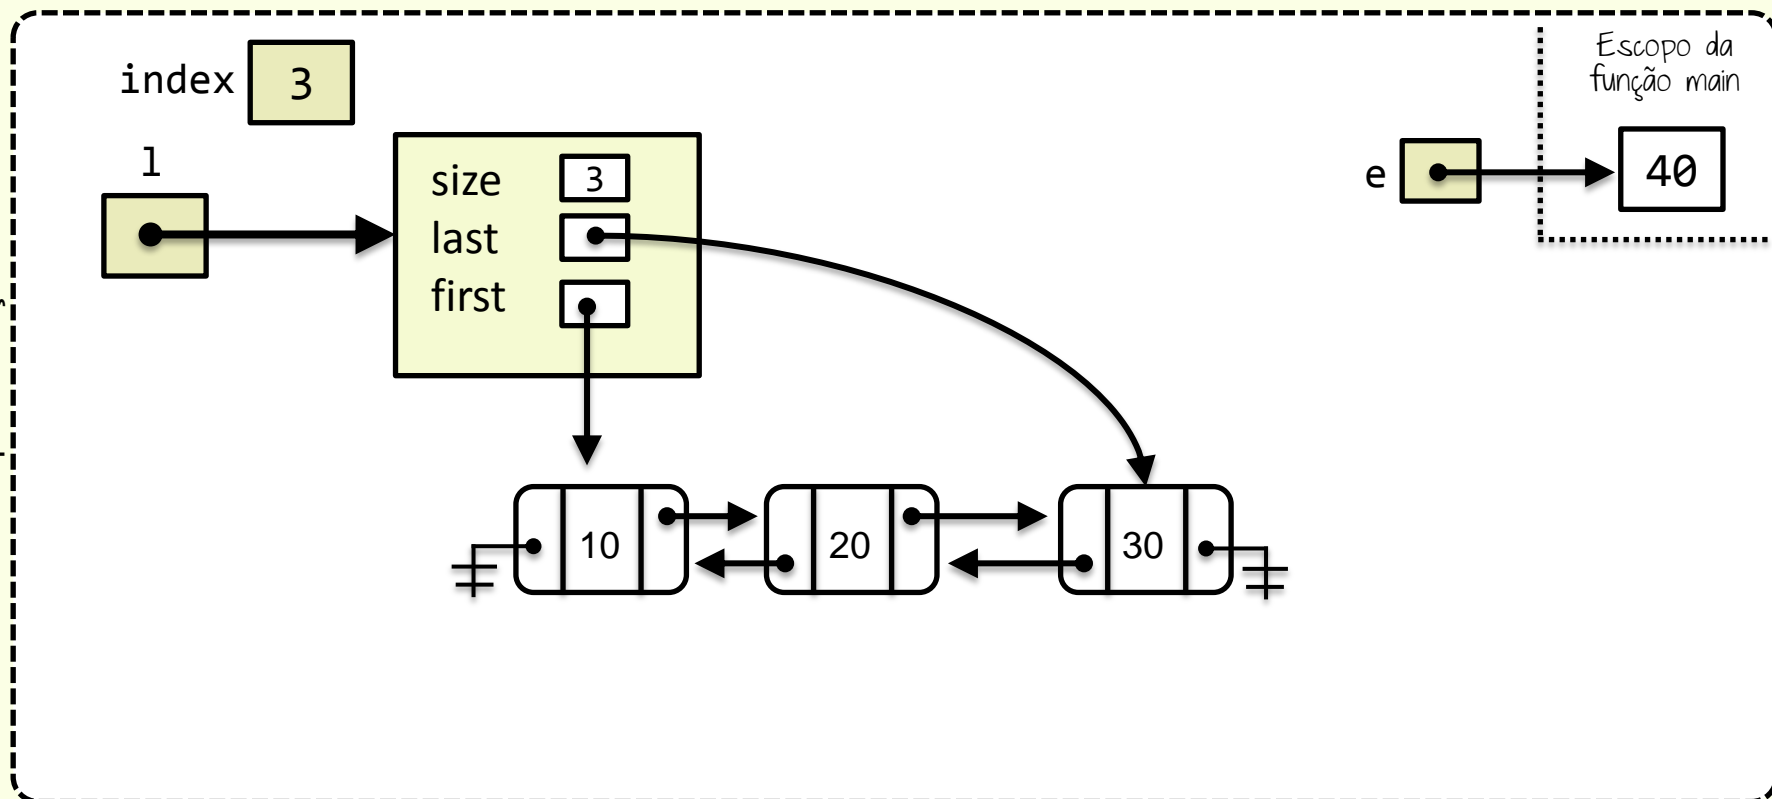 index 3
Escopo da
função main
l
size 3
last
first
e 40
10 20 30